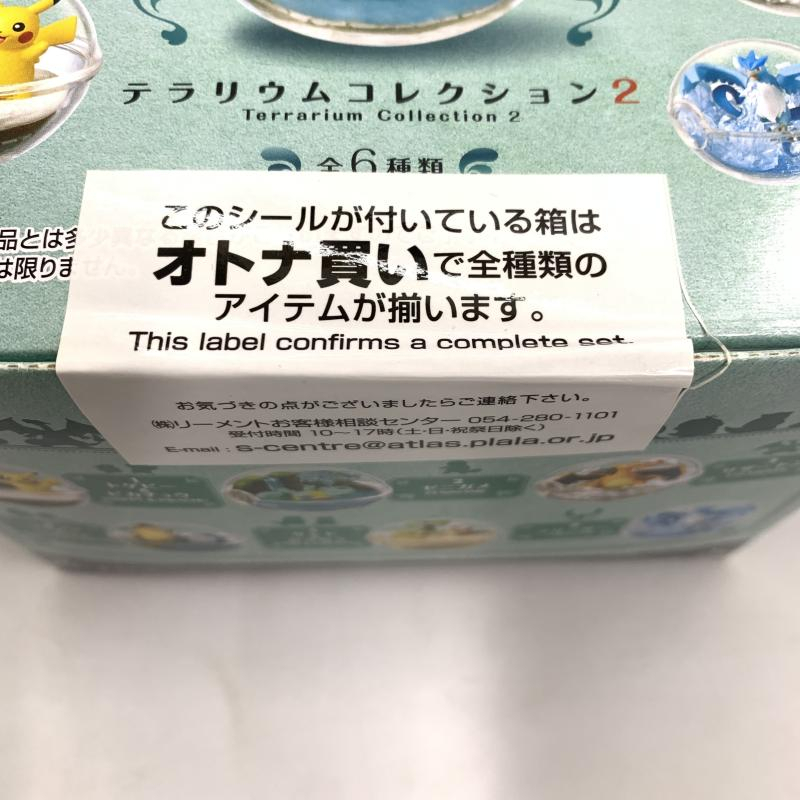 テラリウムコレクション2
Terrarium Collection 2
全6種類
品とは多少異なる
は限りません。
このシールが付いている箱は
オトナ買いで全種類の
アイテムが揃います。
This label confirms a complete set.
お気づきの点がございましたらご連絡下さい。
㈱リーメントお客様相談センター 054-280-1101
受付時間 10～17時(土・日・祝祭日除く)
E-mail : s-centre@atlas.plala.or.jp